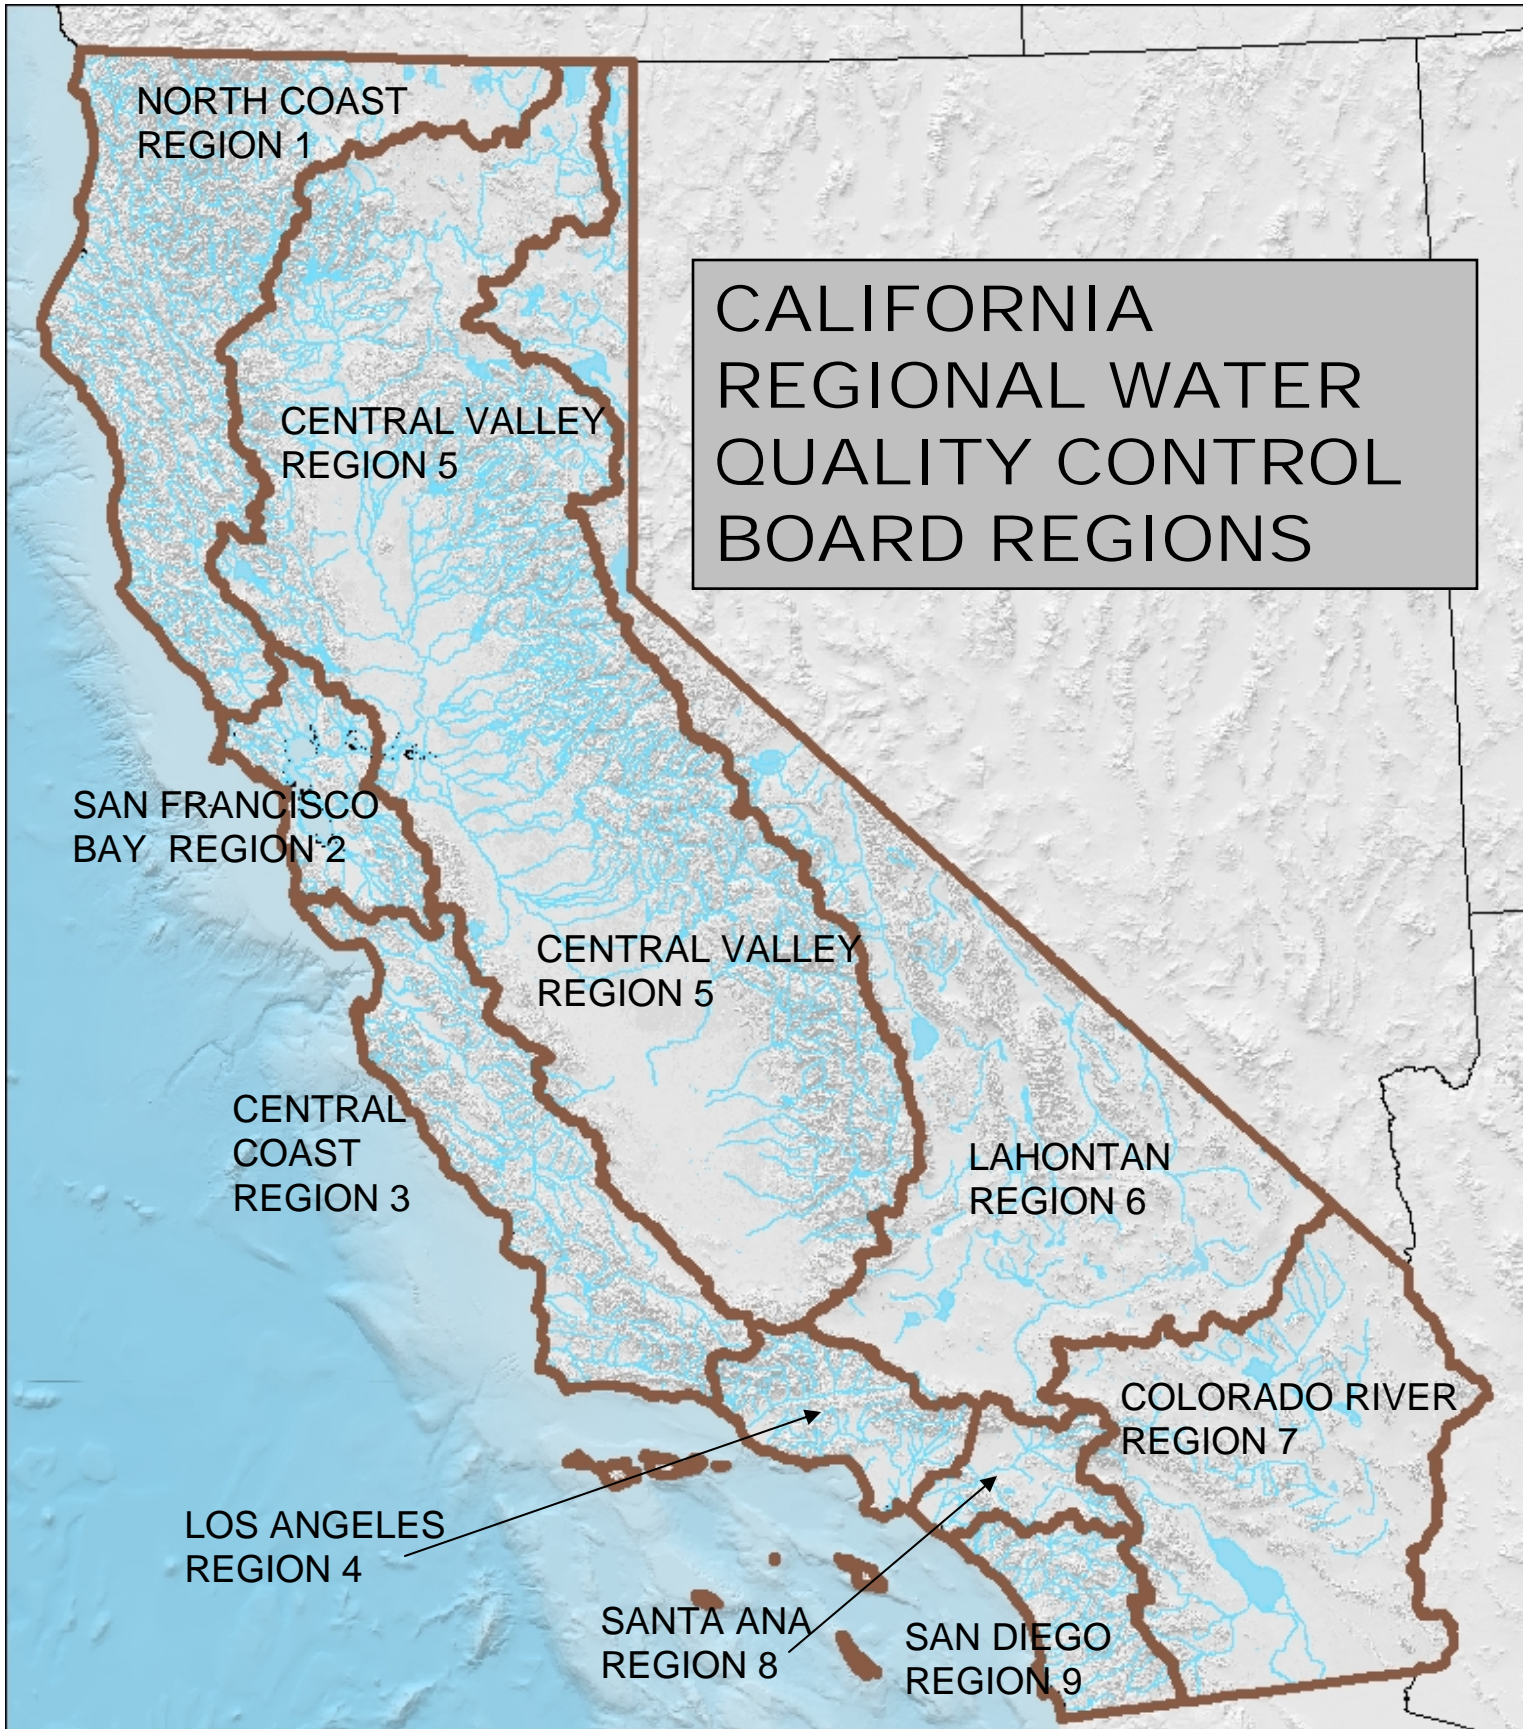 NORTH COAST
REGION 1
CALIFORNIA
REGIONAL WATER
QUALITY CONTROL
BOARD REGIONS
CENTRAL VALLEY
REGION 5
SAN FRANCISCO
BAY REGION 2
CENTRAL VALLEY
REGION 5
CENTRAL
COAST
REGION 3
LAHONTAN
REGION 6
COLORADO RIVER
REGION 7
LOS ANGELES
REGION 4
SANTA ANA
REGION 8
SAN DIEGO
REGION 9